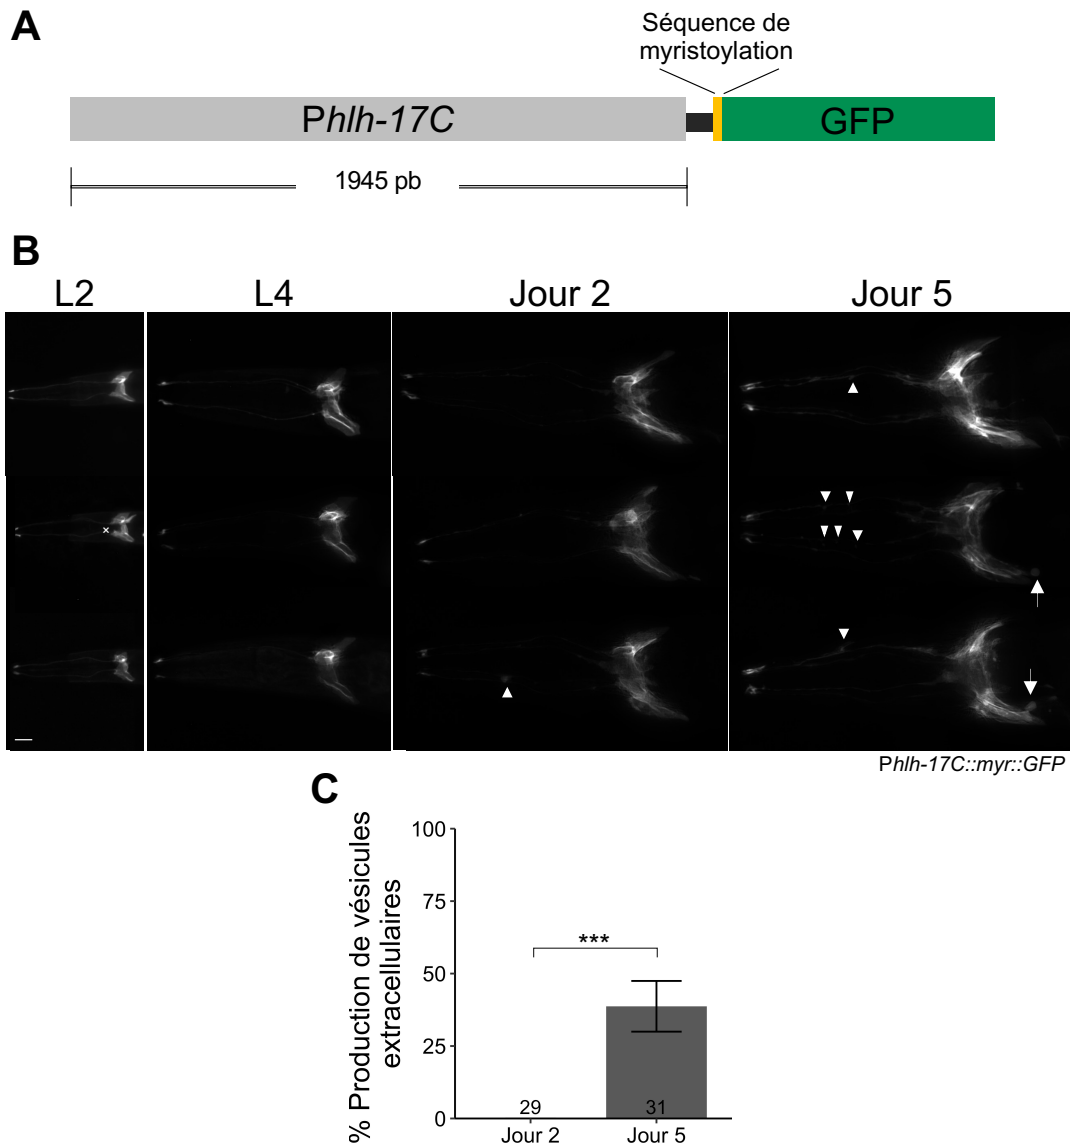 A
Séquence de
myristoylation
Phlh-17C
GFP
1945 pb
B
L2
L4
Jour 2
Jour 5
×
Phlh-17C::myr::GFP
C
% Production de vésicules
extracellulaires
100
75
50
25
0
***
29
31
Jour 2
Jour 5